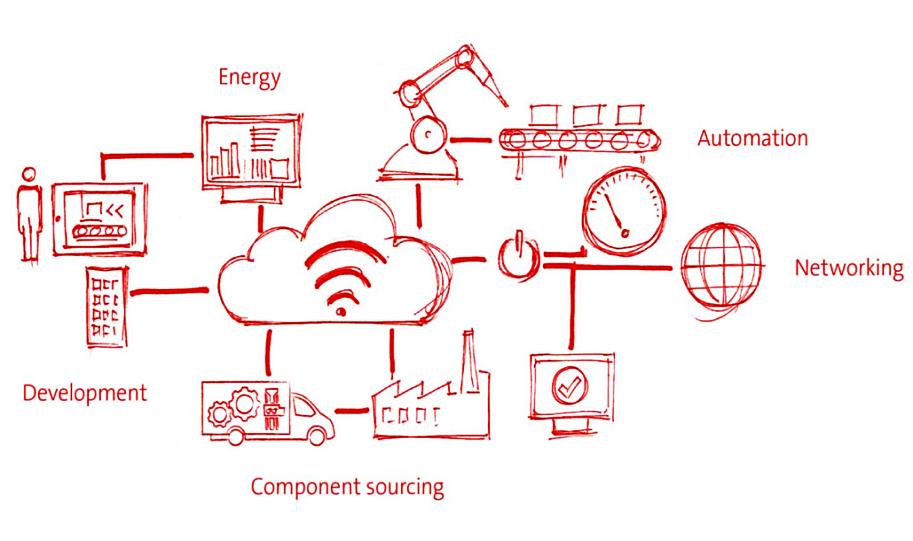 Energy
Automation
Networking
Development
Component sourcing